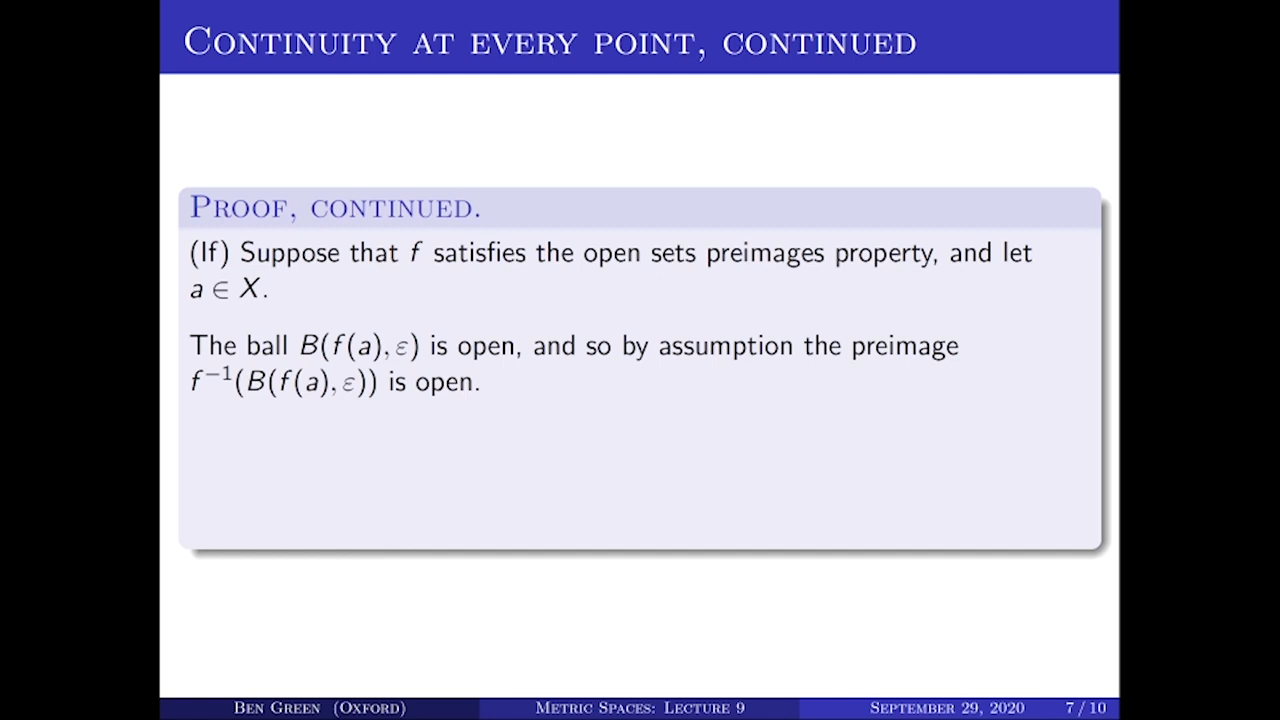 Continuity at every point, continued
Proof, continued.
(If) Suppose that f satisfies the open sets preimages property, and let
a ∈ X.
The ball B(f(a), ε) is open, and so by assumption the preimage
f⁻¹(B(f(a), ε)) is open.
Ben Green (Oxford) Metric Spaces: Lecture 9 September 29, 2020 7 / 10